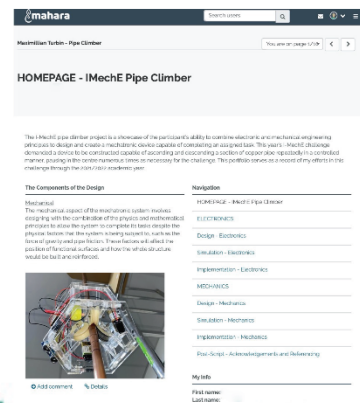 mahara
Search users
Maximillian Turbin - Pipe Climber
You are on page 1/10
HOMEPAGE - IMechE Pipe Climber
The I-MechE pipe climber project is a showcase of the participant's ability to combine electronic and mechanical engineering
principles to design and create a mechatronic device capable of completing an assigned task. This year's I-MechE challenge
demanded a device to be constructed capable of ascending and descending a section of copper pipe repeatedly in a controlled
manner, pausing in the centre numerous times as necessary for the challenge. This portfolio serves as a record of my efforts in this
challenge through the 2021/2022 academic year.
The Components of the Design
Mechanical
The mechanical aspect of the mechatronic system involves
designing with the combination of the physics and mathematical
principles to allow the system to complete its tasks despite the
physical factors that the system is being subject to, such as the
force of gravity and pipe friction. These factors will affect the
position of functional surfaces and how the whole structure
would be built and reinforced.
Add comment
Details
Navigation
HOMEPAGE - IMechE Pipe Climber
ELECTRONICS
Design - Electronics
Simulation - Electronics
Implementation - Electronics
MECHANICS
Design - Mechanics
Simulation - Mechanics
Implementation - Mechanics
Post-Script - Acknowledgements and Referencing
My Info
First name:
Last name: